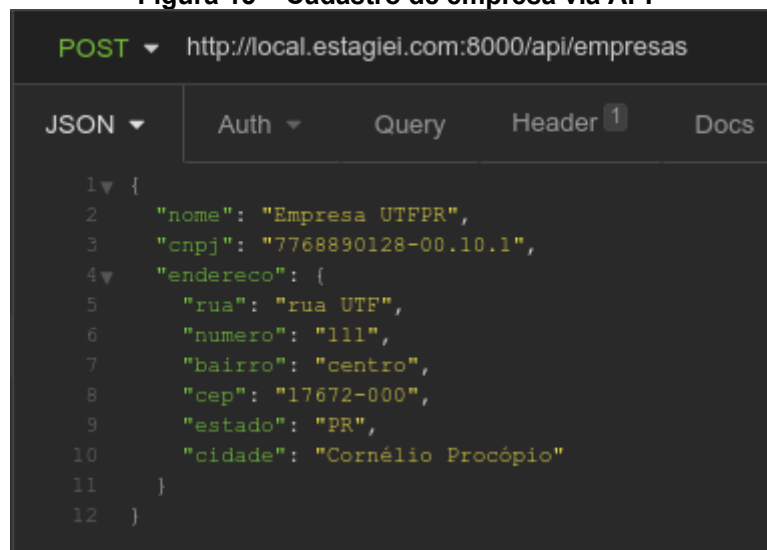 POST http://local.estagiei.com:8000/api/empresas
JSON Auth Query Header 1 Docs
1 {
2 "nome": "Empresa UTFPR",
3 "cnpj": "7768890128-00.10.1",
4 "endereco": {
5 "rua": "rua UTF",
6 "numero": "111",
7 "bairro": "centro",
8 "cep": "17672-000",
9 "estado": "PR",
10 "cidade": "Cornélio Procópio"
11 }
12 }